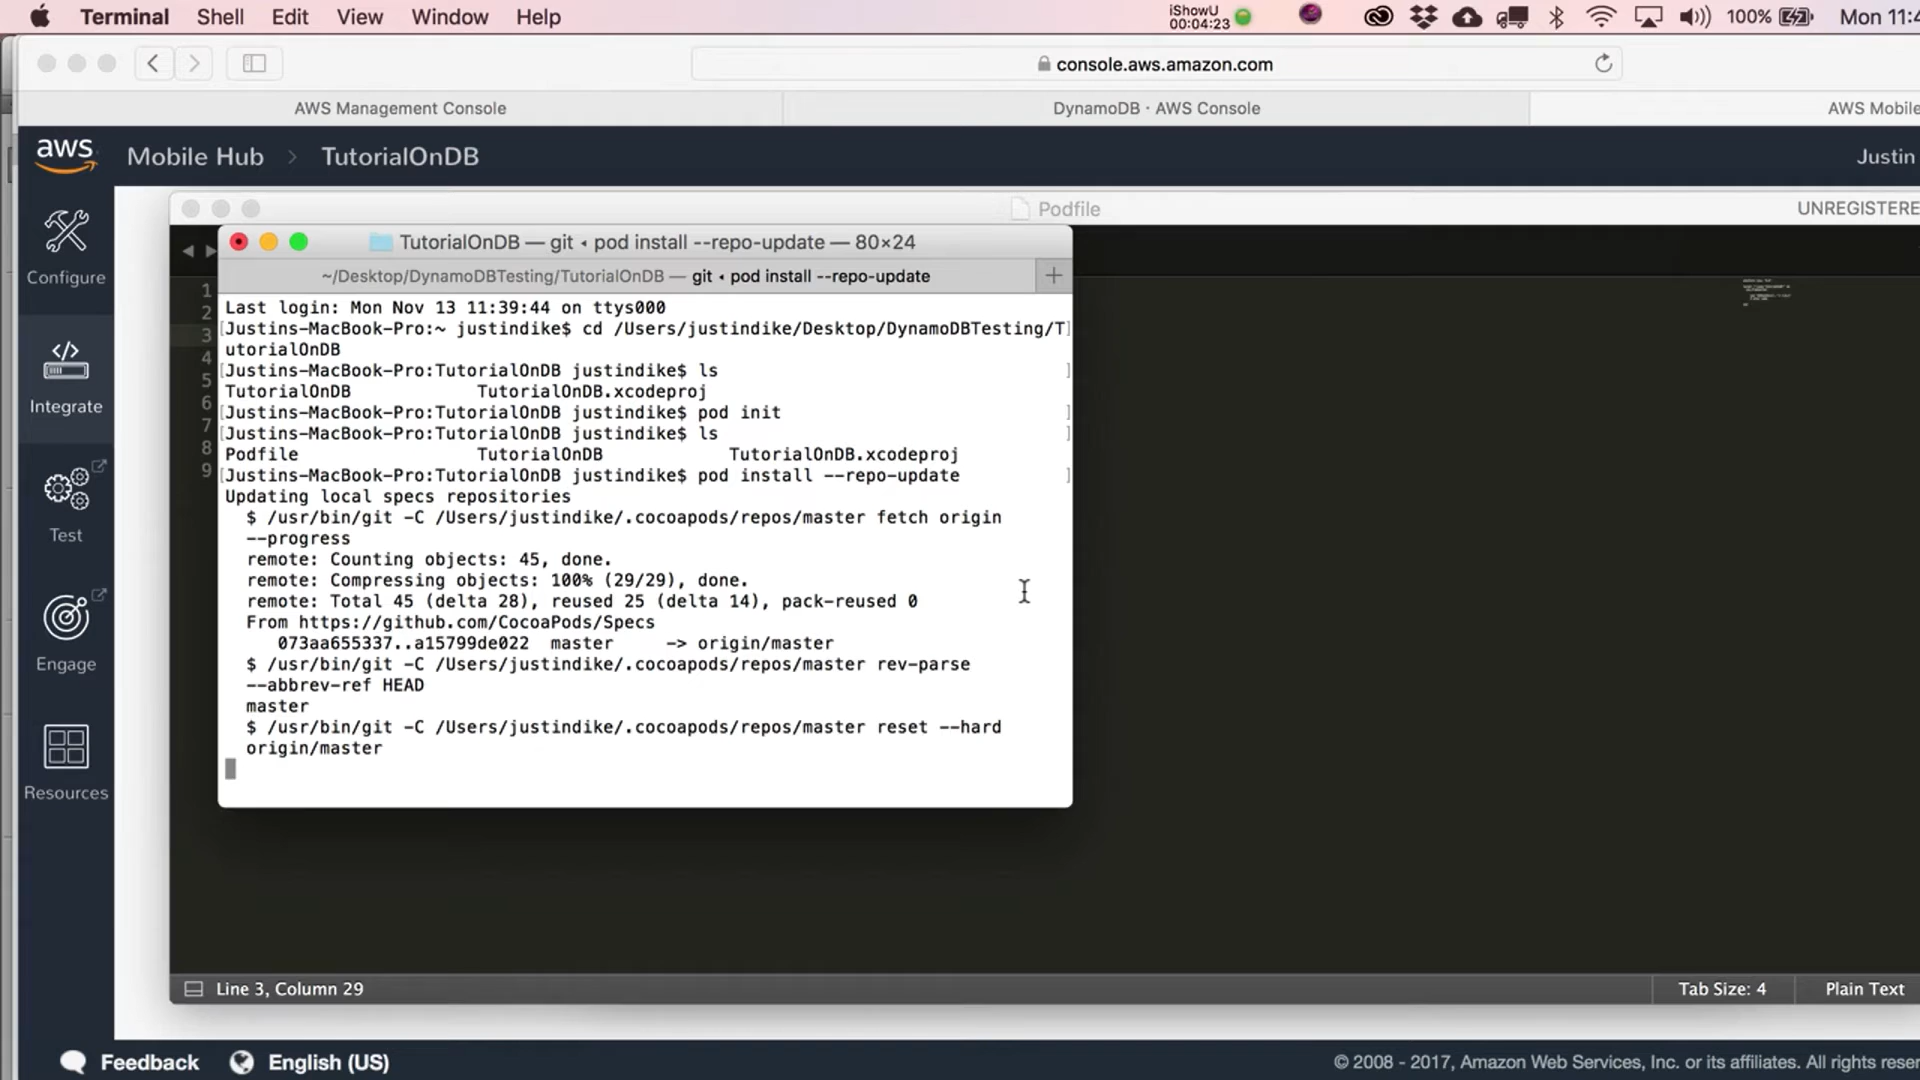 Terminal Shell Edit View Window Help
iShowU
00:04:23
100% Mon 11:4
console.aws.amazon.com
AWS Management Console
DynamoDB · AWS Console
AWS Mobile
aws Mobile Hub > TutorialOnDB
Justin
Configure
Integrate
Test
Engage
Resources
Podfile
UNREGISTERE
TutorialOnDB — git ◂ pod install --repo-update — 80×24
~/Desktop/DynamoDBTesting/TutorialOnDB — git ◂ pod install --repo-update +
1
2
3
4
5
6
7
8
9
Last login: Mon Nov 13 11:39:44 on ttys000
[Justins-MacBook-Pro:~ justindike$ cd /Users/justindike/Desktop/DynamoDBTesting/T]
utorialOnDB
[Justins-MacBook-Pro:TutorialOnDB justindike$ ls ]
TutorialOnDB TutorialOnDB.xcodeproj
[Justins-MacBook-Pro:TutorialOnDB justindike$ pod init ]
[Justins-MacBook-Pro:TutorialOnDB justindike$ ls ]
Podfile TutorialOnDB TutorialOnDB.xcodeproj
[Justins-MacBook-Pro:TutorialOnDB justindike$ pod install --repo-update ]
Updating local specs repositories
$ /usr/bin/git -C /Users/justindike/.cocoapods/repos/master fetch origin
--progress
remote: Counting objects: 45, done.
remote: Compressing objects: 100% (29/29), done.
remote: Total 45 (delta 28), reused 25 (delta 14), pack-reused 0
From https://github.com/CocoaPods/Specs
073aa655337..a15799de022 master -> origin/master
$ /usr/bin/git -C /Users/justindike/.cocoapods/repos/master rev-parse
--abbrev-ref HEAD
master
$ /usr/bin/git -C /Users/justindike/.cocoapods/repos/master reset --hard
origin/master
Line 3, Column 29
Tab Size: 4
Plain Text
Feedback English (US)
© 2008 - 2017, Amazon Web Services, Inc. or its affiliates. All rights rese